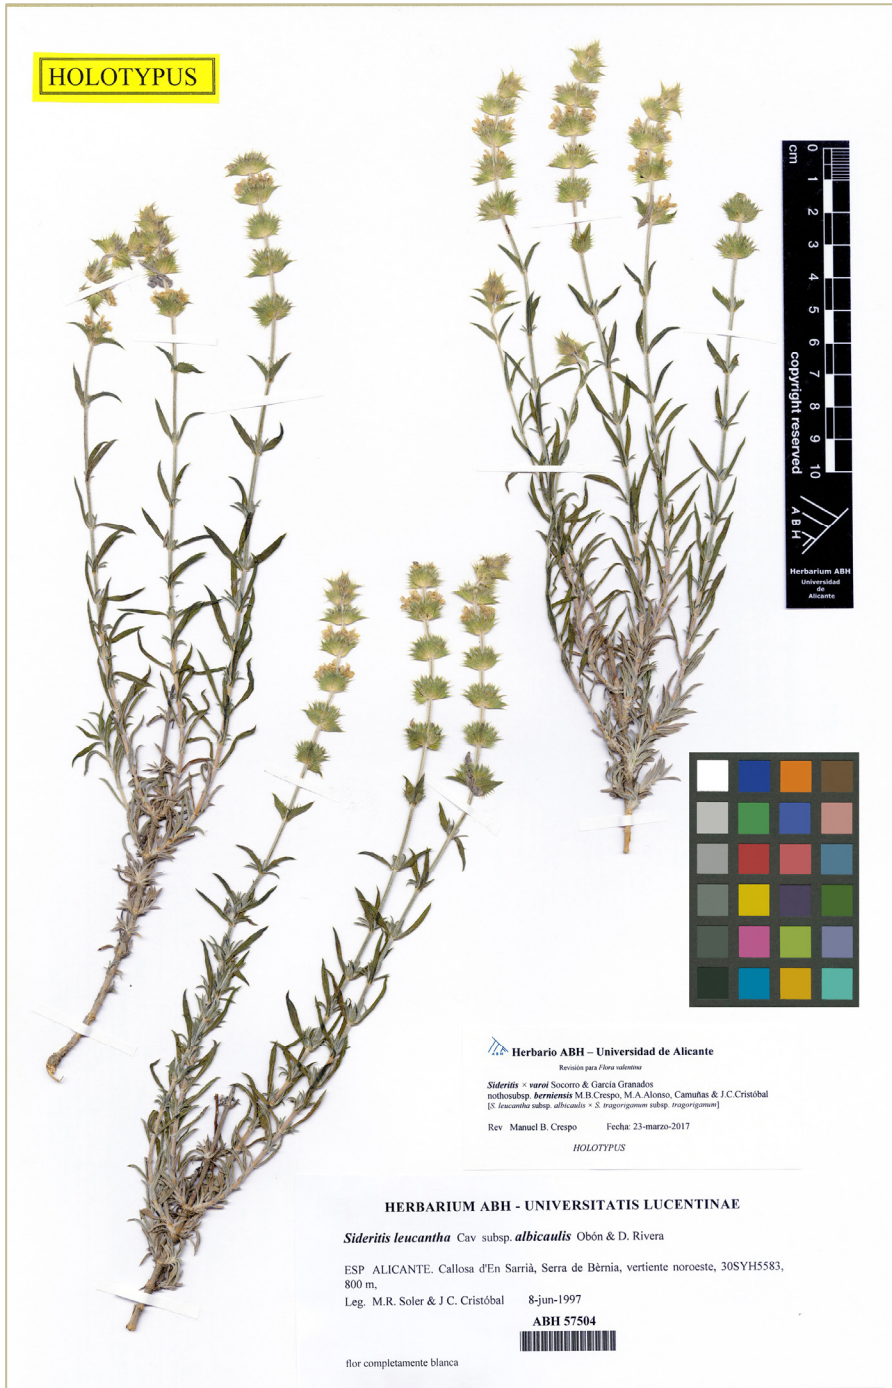 HOLOTYPUS
cm
0
1
2
3
4
5
6
7
8
9
10
copyright reserved
ABH
Herbarium ABH
Universidad
de
Alicante
ABH
Herbario ABH – Universidad de Alicante
Revisión para Flora valentina
Sideritis × varoi Socorro & García Granados
nothosubsp. berniensis M.B.Crespo, M.A.Alonso, Camuñas & J.C.Cristóbal
[S. leucantha subsp. albicaulis × S. tragoriganum subsp. tragoriganum]
Rev Manuel B. Crespo Fecha: 23-marzo-2017
HOLOTYPUS
HERBARIUM ABH - UNIVERSITATIS LUCENTINAE
Sideritis leucantha Cav subsp. albicaulis Obón & D. Rivera
ESP ALICANTE. Callosa d'En Sarrià, Serra de Bèrnia, vertiente noroeste, 30SYH5583,
800 m,
Leg. M.R. Soler & J C. Cristóbal 8-jun-1997
ABH 57504
flor completamente blanca